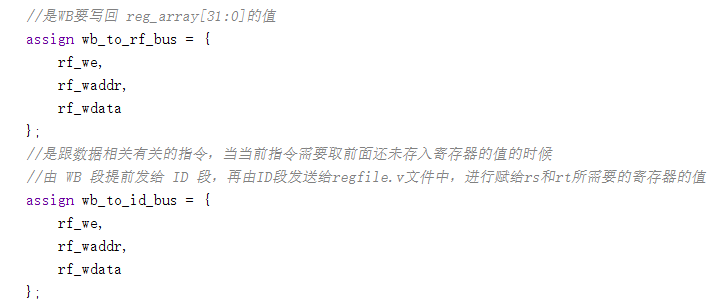 //是WB要写回 reg_array[31:0]的值
assign wb_to_rf_bus = {
rf_we,
rf_waddr,
rf_wdata
};
//是跟数据相关有关的指令，当当前指令需要取前面还未存入寄存器的值的时候
//由 WB 段提前发给 ID 段，再由ID段发送给regfile.v文件中，进行赋给rs和rt所需要的寄存器的值
assign wb_to_id_bus = {
rf_we,
rf_waddr,
rf_wdata
};